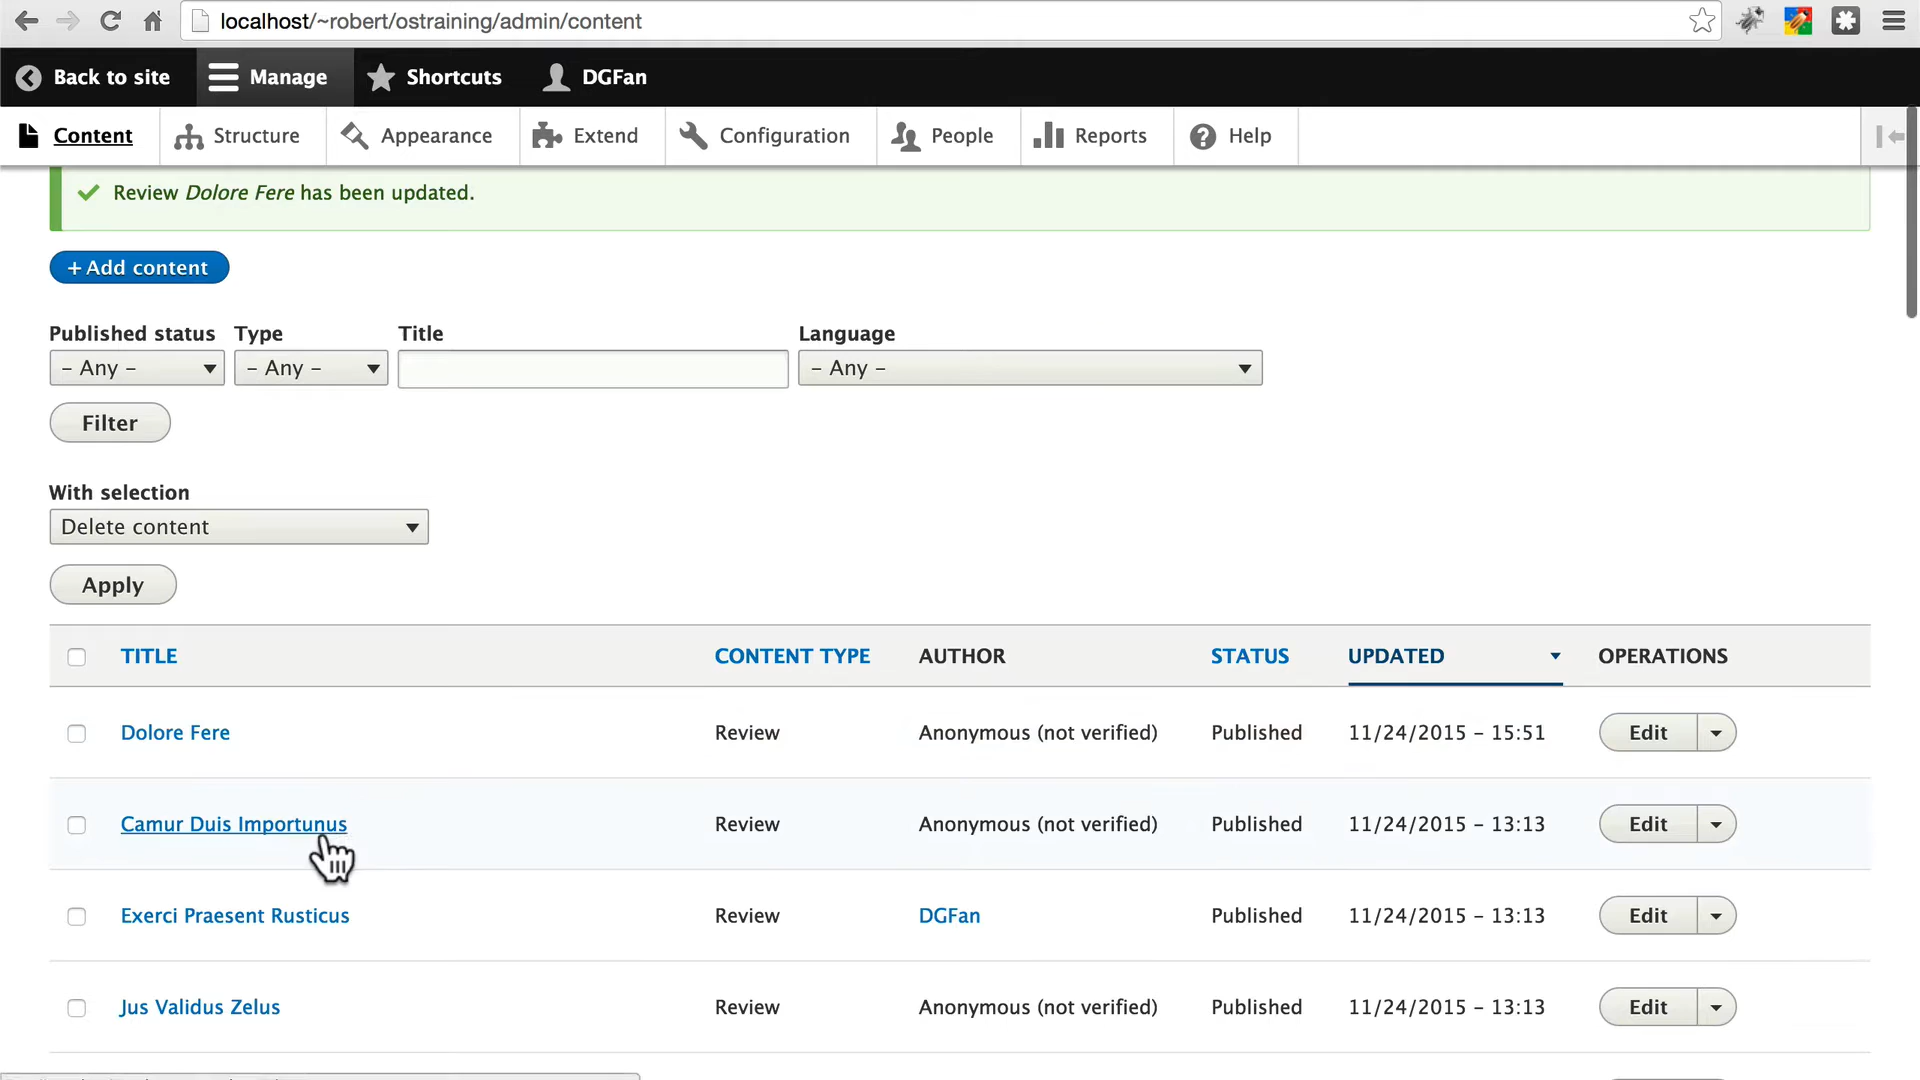 localhost/~robert/ostraining/admin/content
Back to site Manage Shortcuts DGFan
Content Structure Appearance Extend Configuration People Reports Help
Review Dolore Fere has been updated.
+ Add content
Published status Type Title Language
- Any - - Any - - Any -
Filter
With selection
Delete content
Apply
TITLE CONTENT TYPE AUTHOR STATUS UPDATED OPERATIONS
Dolore Fere Review Anonymous (not verified) Published 11/24/2015 - 15:51 Edit
Camur Duis Importunus Review Anonymous (not verified) Published 11/24/2015 - 13:13 Edit
Exerci Praesent Rusticus Review DGFan Published 11/24/2015 - 13:13 Edit
Jus Validus Zelus Review Anonymous (not verified) Published 11/24/2015 - 13:13 Edit